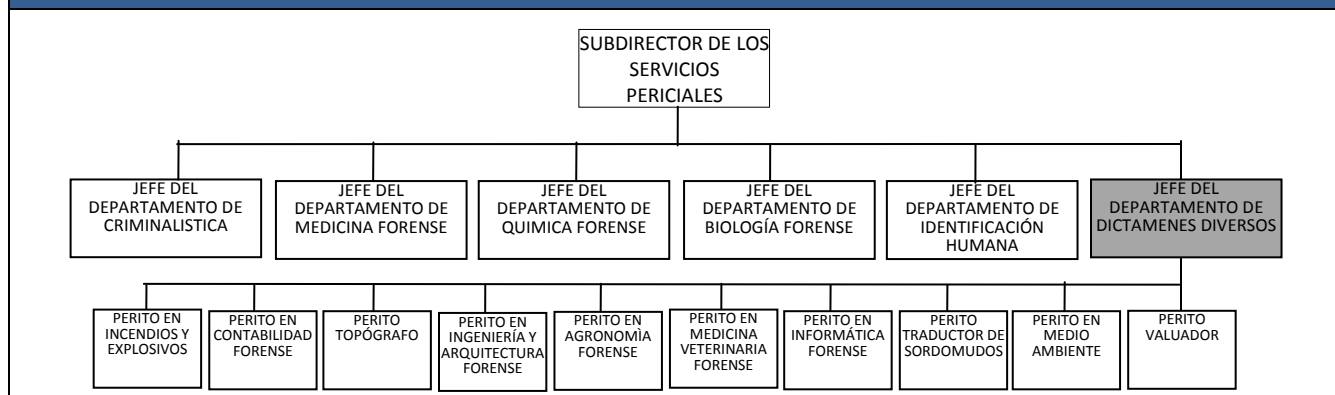 SUBDIRECTOR DE LOS
SERVICIOS
PERICIALES
JEFE DEL
DEPARTAMENTO DE
CRIMINALISTICA
JEFE DEL
DEPARTAMENTO DE
MEDICINA FORENSE
JEFE DEL
DEPARTAMENTO DE
QUIMICA FORENSE
JEFE DEL
DEPARTAMENTO DE
BIOLOGÍA FORENSE
JEFE DEL
DEPARTAMENTO DE
IDENTIFICACIÓN
HUMANA
JEFE DEL
DEPARTAMENTO DE
DICTAMENES DIVERSOS
PERITO EN
INCENDIOS Y
EXPLOSIVOS
PERITO EN
CONTABILIDAD
FORENSE
PERITO
TOPÓGRAFO
PERITO EN
INGENIERÍA Y
ARQUITECTURA
FORENSE
PERITO EN
AGRONOMÌA
FORENSE
PERITO EN
MEDICINA
VETERINARIA
FORENSE
PERITO EN
INFORMÁTICA
FORENSE
PERITO
TRADUCTOR DE
SORDOMUDOS
PERITO EN
MEDIO
AMBIENTE
PERITO
VALUADOR